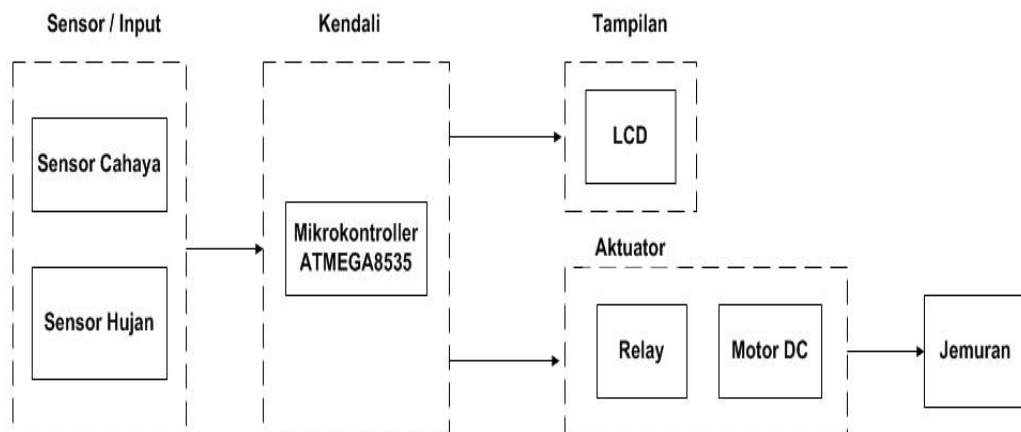 Sensor / Input
Kendali
Tampilan
Sensor Cahaya
LCD
Mikrokontroller
ATMEGA8535
Aktuator
Sensor Hujan
Relay
Motor DC
Jemuran